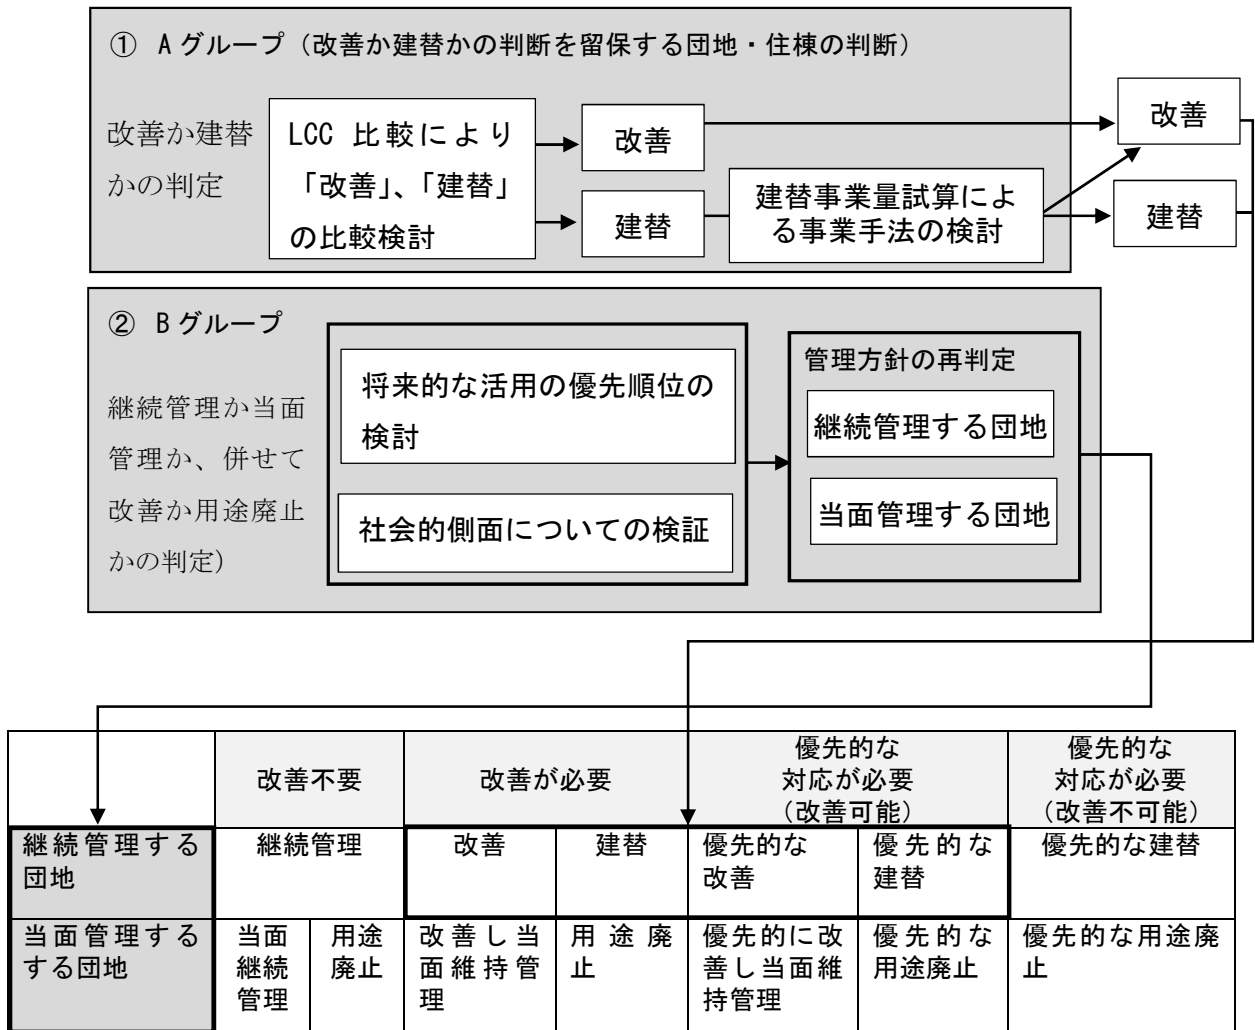 ① Aグループ（改善か建替かの判断を留保する団地・住棟の判断）
改善か建替
かの判定
LCC 比較により
「改善」、「建替」
の比較検討
改善
建替
建替事業量試算によ
る事業手法の検討
改善
建替
② Bグループ
継続管理か当面
管理か、併せて
改善か用途廃止
かの判定）
将来的な活用の優先順位の
検討
社会的側面についての検証
管理方針の再判定
継続管理する団地
当面管理する団地
改善不要
改善が必要
優先的な
対応が必要
（改善可能）
優先的な
対応が必要
（改善不可能）
継続管理する
団地
継続管理
改善
建替
優先的な
改善
優先的な
建替
優先的な建替
当面管理する
する団地
当面
継続
管理
用途
廃止
改善し当
面維持管
理
用途廃
止
優先的に改
善し当面維
持管理
優先的な
用途廃止
優先的な用途廃
止